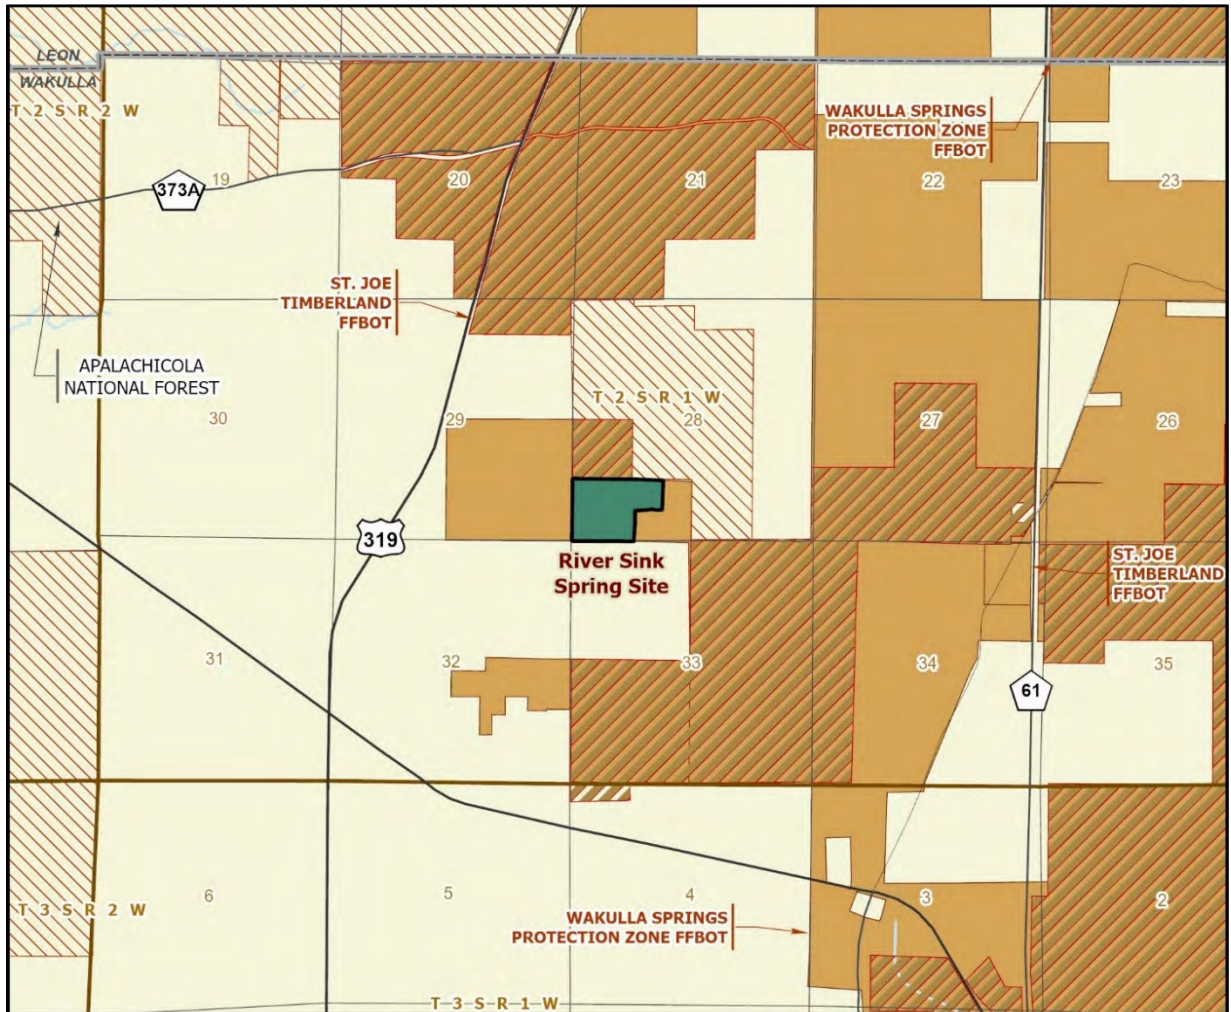 LEON
WAKULLA
T 2 S R 2 W
WAKULLA SPRINGS
PROTECTION ZONE
FFBOT
373A
19
20
21
22
23
ST. JOE
TIMBERLAND
FFBOT
APALACHICOLA
NATIONAL FOREST
T 2 S R 1 W
30
29
28
27
26
319
River Sink
Spring Site
ST. JOE
TIMBERLAND
FFBOT
31
32
33
34
35
61
6
5
4
3
2
T 3 S R 2 W
WAKULLA SPRINGS
PROTECTION ZONE FFBOT
T 3 S R 1 W